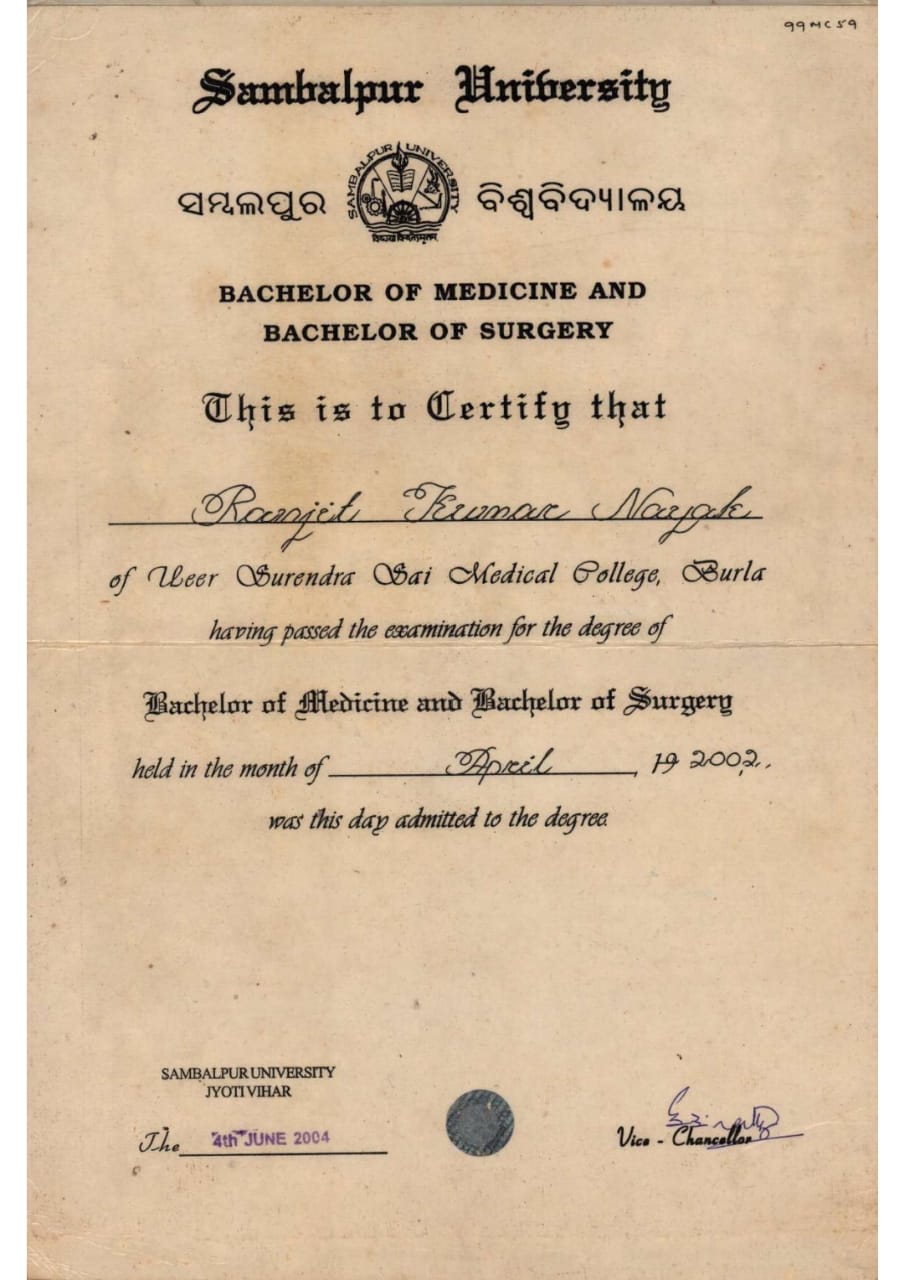 99MC59
Sambalpur University
ସମ୍ବଲପୁର ବିଶ୍ୱବିଦ୍ୟାଳୟ
SAMBALPUR UNIVERSITY
BACHELOR OF MEDICINE AND
BACHELOR OF SURGERY
This is to Certify that
Ranjit Kumar Nayak
of Veer Surendra Sai Medical College, Burla
having passed the examination for the degree of
Bachelor of Medicine and Bachelor of Surgery
held in the month of April, 19 2002.
was this day admitted to the degree.
SAMBALPUR UNIVERSITY
JYOTI VIHAR
The 4th JUNE 2004
Vice - Chancellor